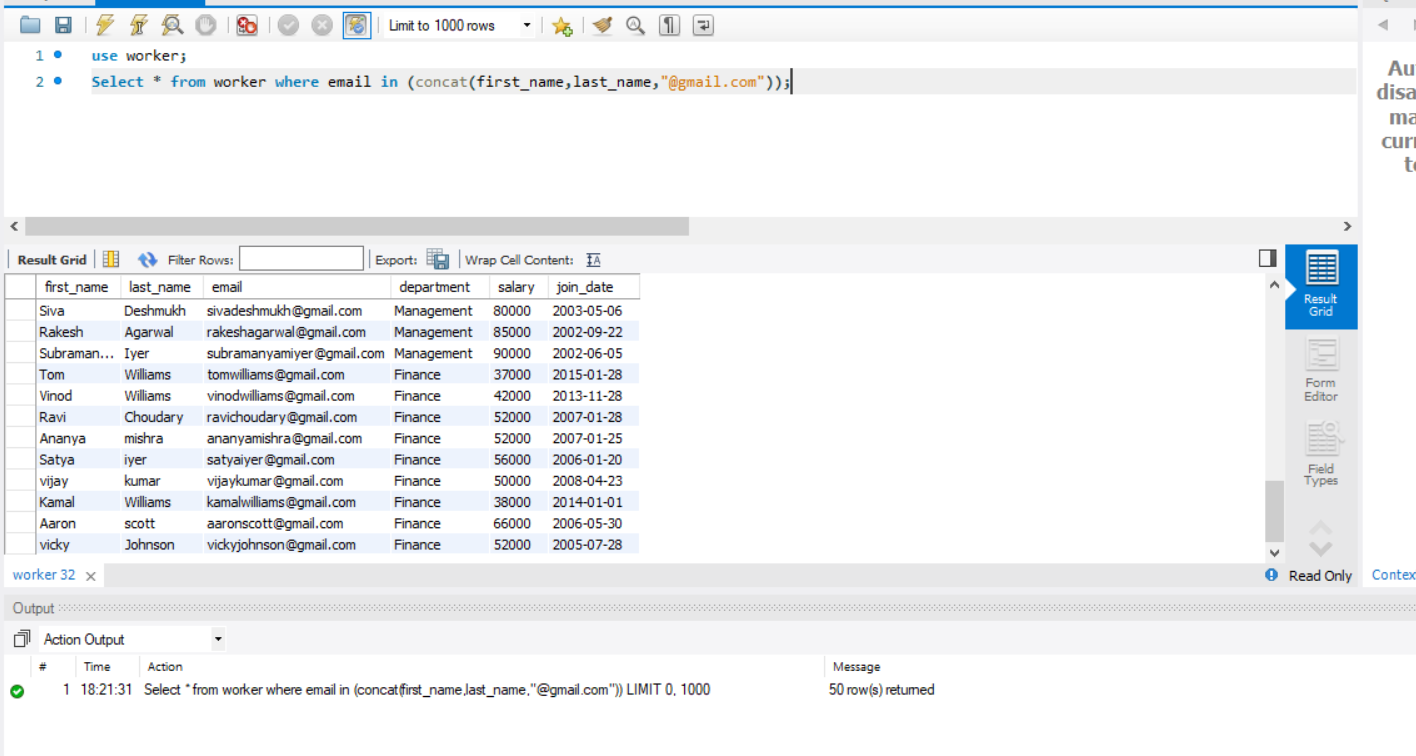 Limit to 1000 rows
1 use worker;
2 Select * from worker where email in (concat(first_name,last_name,"@gmail.com"));
Result Grid Filter Rows: Export: Wrap Cell Content:
first_name last_name email department salary join_date
Siva Deshmukh sivadeshmukh@gmail.com Management 80000 2003-05-06
Rakesh Agarwal rakeshagarwal@gmail.com Management 85000 2002-09-22
Subraman... Iyer subramanyamiyer@gmail.com Management 90000 2002-06-05
Tom Williams tomwilliams@gmail.com Finance 37000 2015-01-28
Vinod Williams vinodwilliams@gmail.com Finance 42000 2013-11-28
Ravi Choudary ravichoudary@gmail.com Finance 52000 2007-01-28
Ananya mishra ananyamishra@gmail.com Finance 52000 2007-01-25
Satya iyer satyaiyer@gmail.com Finance 56000 2006-01-20
vijay kumar vijaykumar@gmail.com Finance 50000 2008-04-23
Kamal Williams kamalwilliams@gmail.com Finance 38000 2014-01-01
Aaron scott aaronscott@gmail.com Finance 66000 2006-05-30
vicky Johnson vickyjohnson@gmail.com Finance 52000 2005-07-28
Result
Grid
Form
Editor
Field
Types
worker 32
Read Only
Contex
Output
Action Output
# Time Action Message
1 18:21:31 Select * from worker where email in (concat(first_name,last_name,"@gmail.com")) LIMIT 0, 1000 50 row(s) returned
Au
disa
ma
curr
to